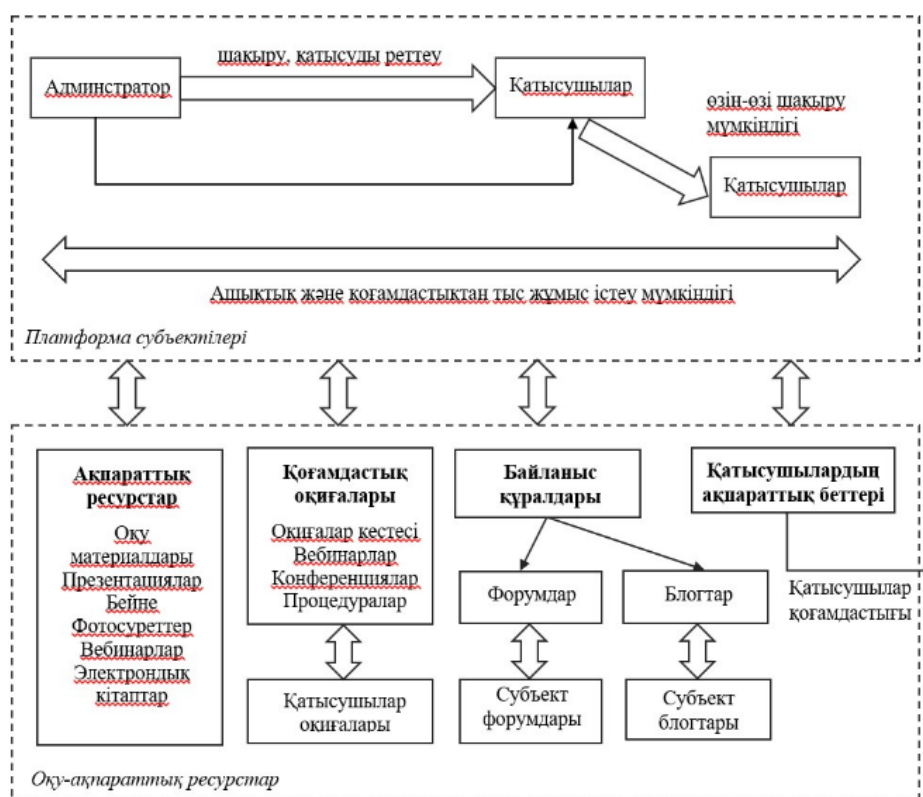 шақыру, қатысуды реттеу
Админстратор
Қатысушылар
өзін-өзі шақыру
мүмкіндігі
Қатысушылар
Ашықтық және қоғамдастықтан тыс жұмыс істеу мүмкіндігі
Платформа субъектілері
Ақпараттық
ресурстар
Оқу
материалдары
Презентациялар
Бейне
Фотосуреттер
Вебинарлар
Электрондық
кітаптар
Қоғамдастық
оқиғалары
Оқиғалар кестесі
Вебинарлар
Конференциялар
Процедуралар
Қатысушылар
оқиғалары
Байланыс
құралдары
Форумдар
Блогтар
Субъект
форумдары
Субъект
блогтары
Қатысушылардың
ақпараттық беттері
Қатысушылар
қоғамдастығы
Оқу-ақпараттық ресурстар